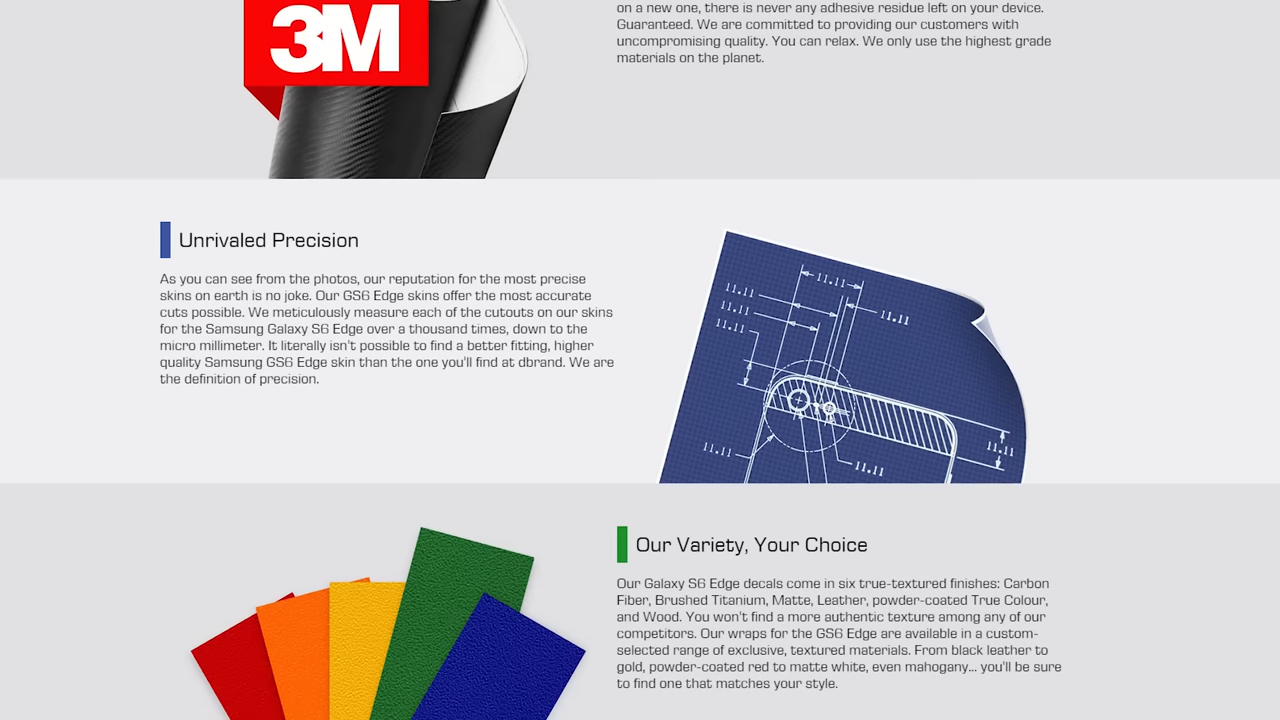 3M
on a new one, there is never any adhesive residue left on your device.
Guaranteed. We are committed to providing our customers with
uncompromising quality. You can relax. We only use the highest grade
materials on the planet.
Unrivaled Precision
As you can see from the photos, our reputation for the most precise
skins on earth is no joke. Our GS6 Edge skins offer the most accurate
cuts possible. We meticulously measure each of the cutouts on our skins
for the Samsung Galaxy S6 Edge over a thousand times, down to the
micro millimeter. It literally isn't possible to find a better fitting, higher
quality Samsung GS6 Edge skin than the one you'll find at dbrand. We are
the definition of precision.
11.11
11.11
11.11
11.11
11.11
11.11
11.11
11.11
Our Variety, Your Choice
Our Galaxy S6 Edge decals come in six true-textured finishes: Carbon
Fiber, Brushed Titanium, Matte, Leather, powder-coated True Colour,
and Wood. You won't find a more authentic texture among any of our
competitors. Our wraps for the GS6 Edge are available in a custom-
selected range of exclusive, textured materials. From black leather to
gold, powder-coated red to matte white, even mahogany... you'll be sure
to find one that matches your style.